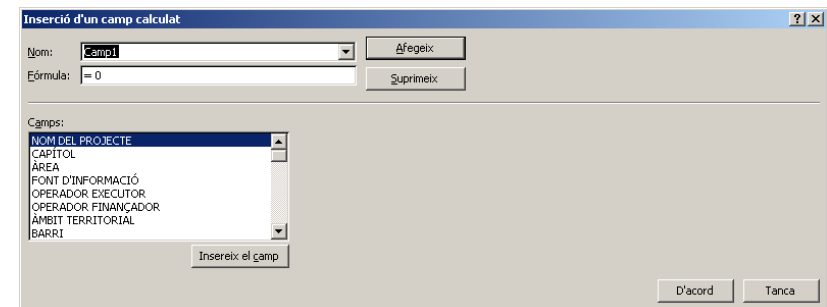 Inserció d'un camp calculat
Nom: Camp1 Afegeix
Fórmula: = 0 Suprimeix
Camps:
NOM DEL PROJECTE
CAPÍTOL
ÀREA
FONT D'INFORMACIÓ
OPERADOR EXECUTOR
OPERADOR FINANÇADOR
ÀMBIT TERRITORIAL
BARRI
Insereix el camp
D'acord Tanca